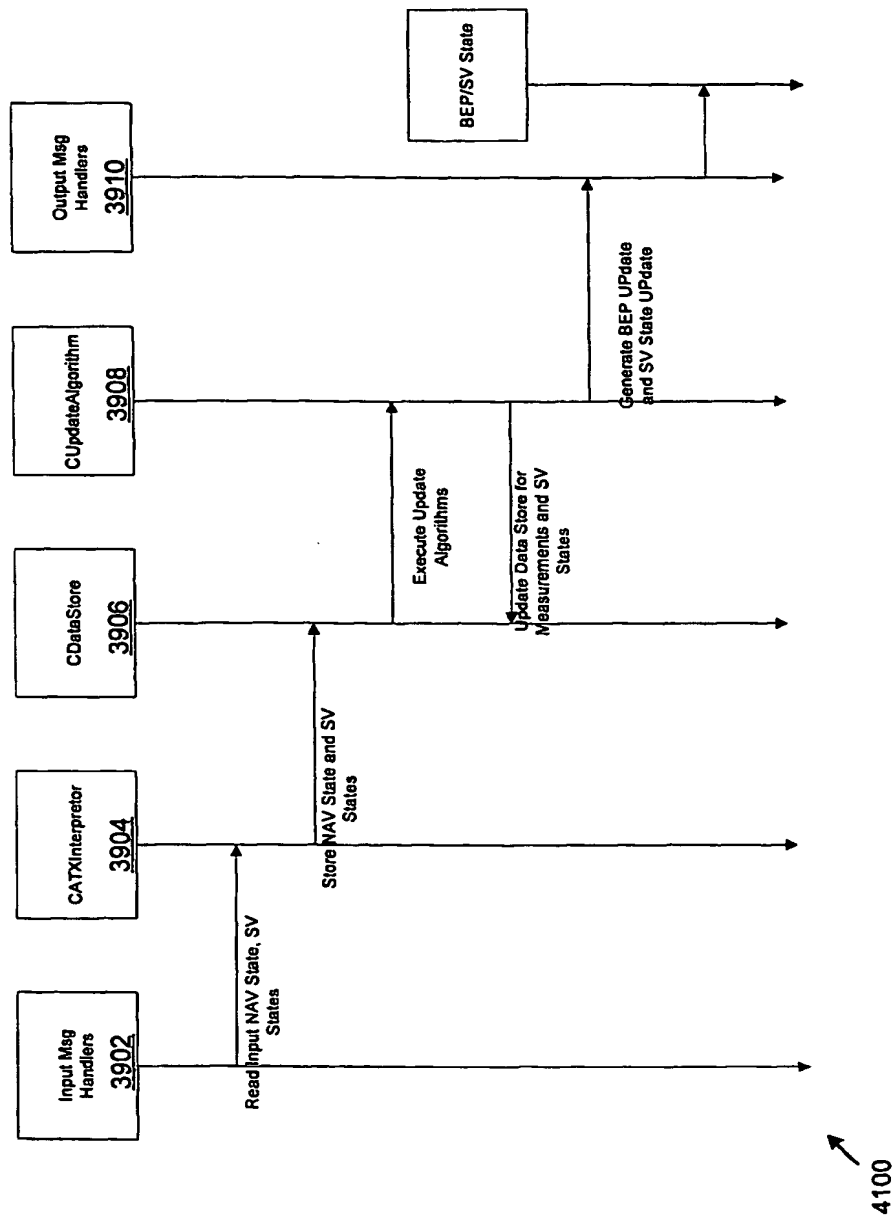 Input Msg
Handlers
3902
CATXInterpretor
3904
CDataStore
3906
CUpdateAlgorithm
3908
Output Msg
Handlers
3910
BEP/SV State
Read Input NAV State, SV
States
Store NAV State and SV
States
Execute Update
Algorithms
Update Data Store for
Measurements and SV
States
Generate BEP UPdate
and SV State UPdate
4100